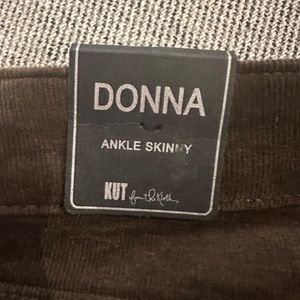 DONNA
ANKLE SKINNY
KUT from the Kloth